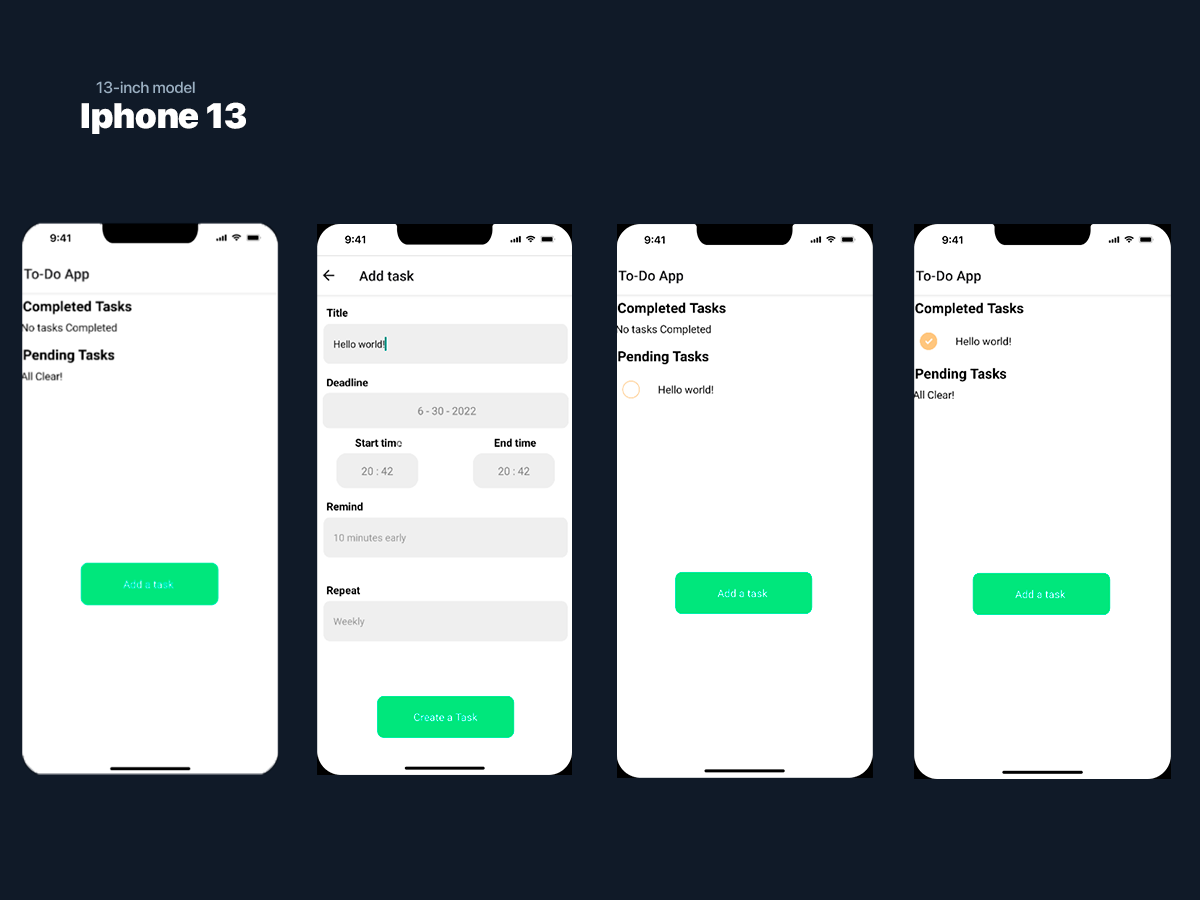 13-inch model
Iphone 13
9:41
To-Do App
Completed Tasks
No tasks Completed
Pending Tasks
All Clear!
Add a task
9:41
Add task
Title
Hello world!
Deadline
6 - 30 - 2022
Start time End time
20 : 42 20 : 42
Remind
10 minutes early
Repeat
Weekly
Create a Task
9:41
To-Do App
Completed Tasks
No tasks Completed
Pending Tasks
Hello world!
Add a task
9:41
To-Do App
Completed Tasks
Hello world!
Pending Tasks
All Clear!
Add a task